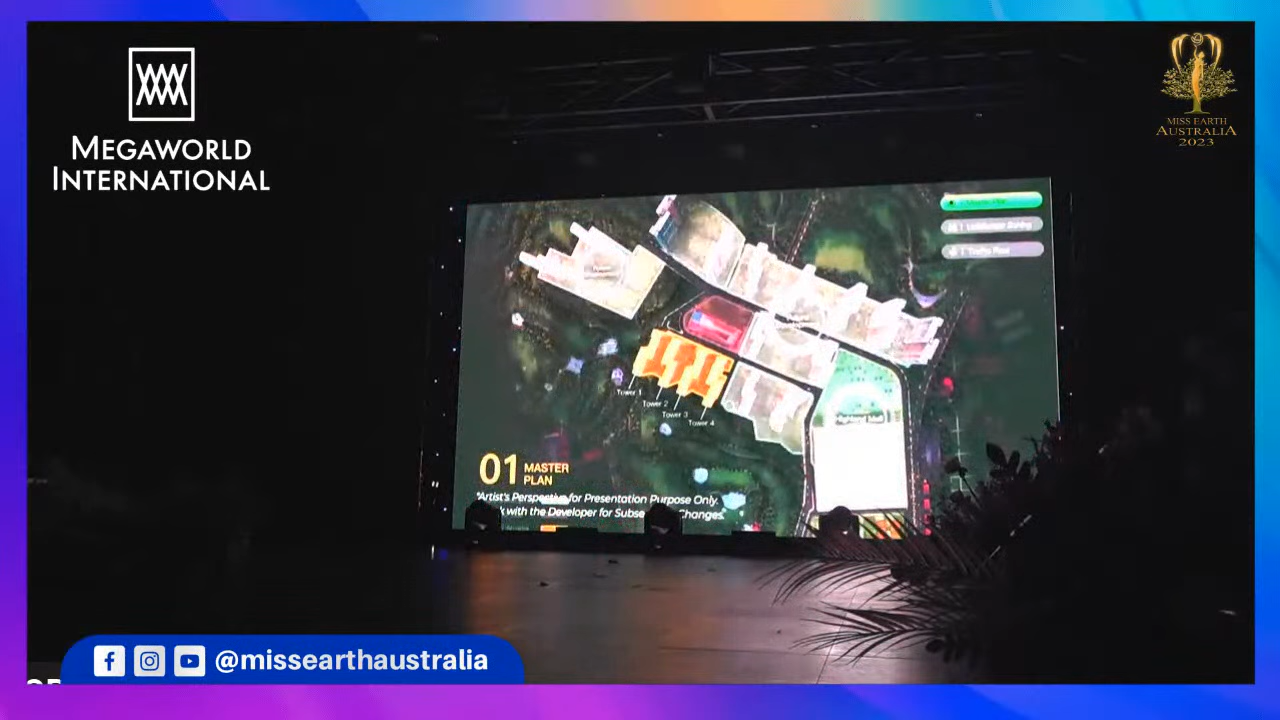 MEGAWORLD
INTERNATIONAL
MISS EARTH
AUSTRALIA
2023
Tower 1
Tower 2
Tower 3
Tower 4
01 MASTER
PLAN
"Artist's Perspective for Presentation Purpose Only.
with the Developer for Changes."
@missearthaustralia